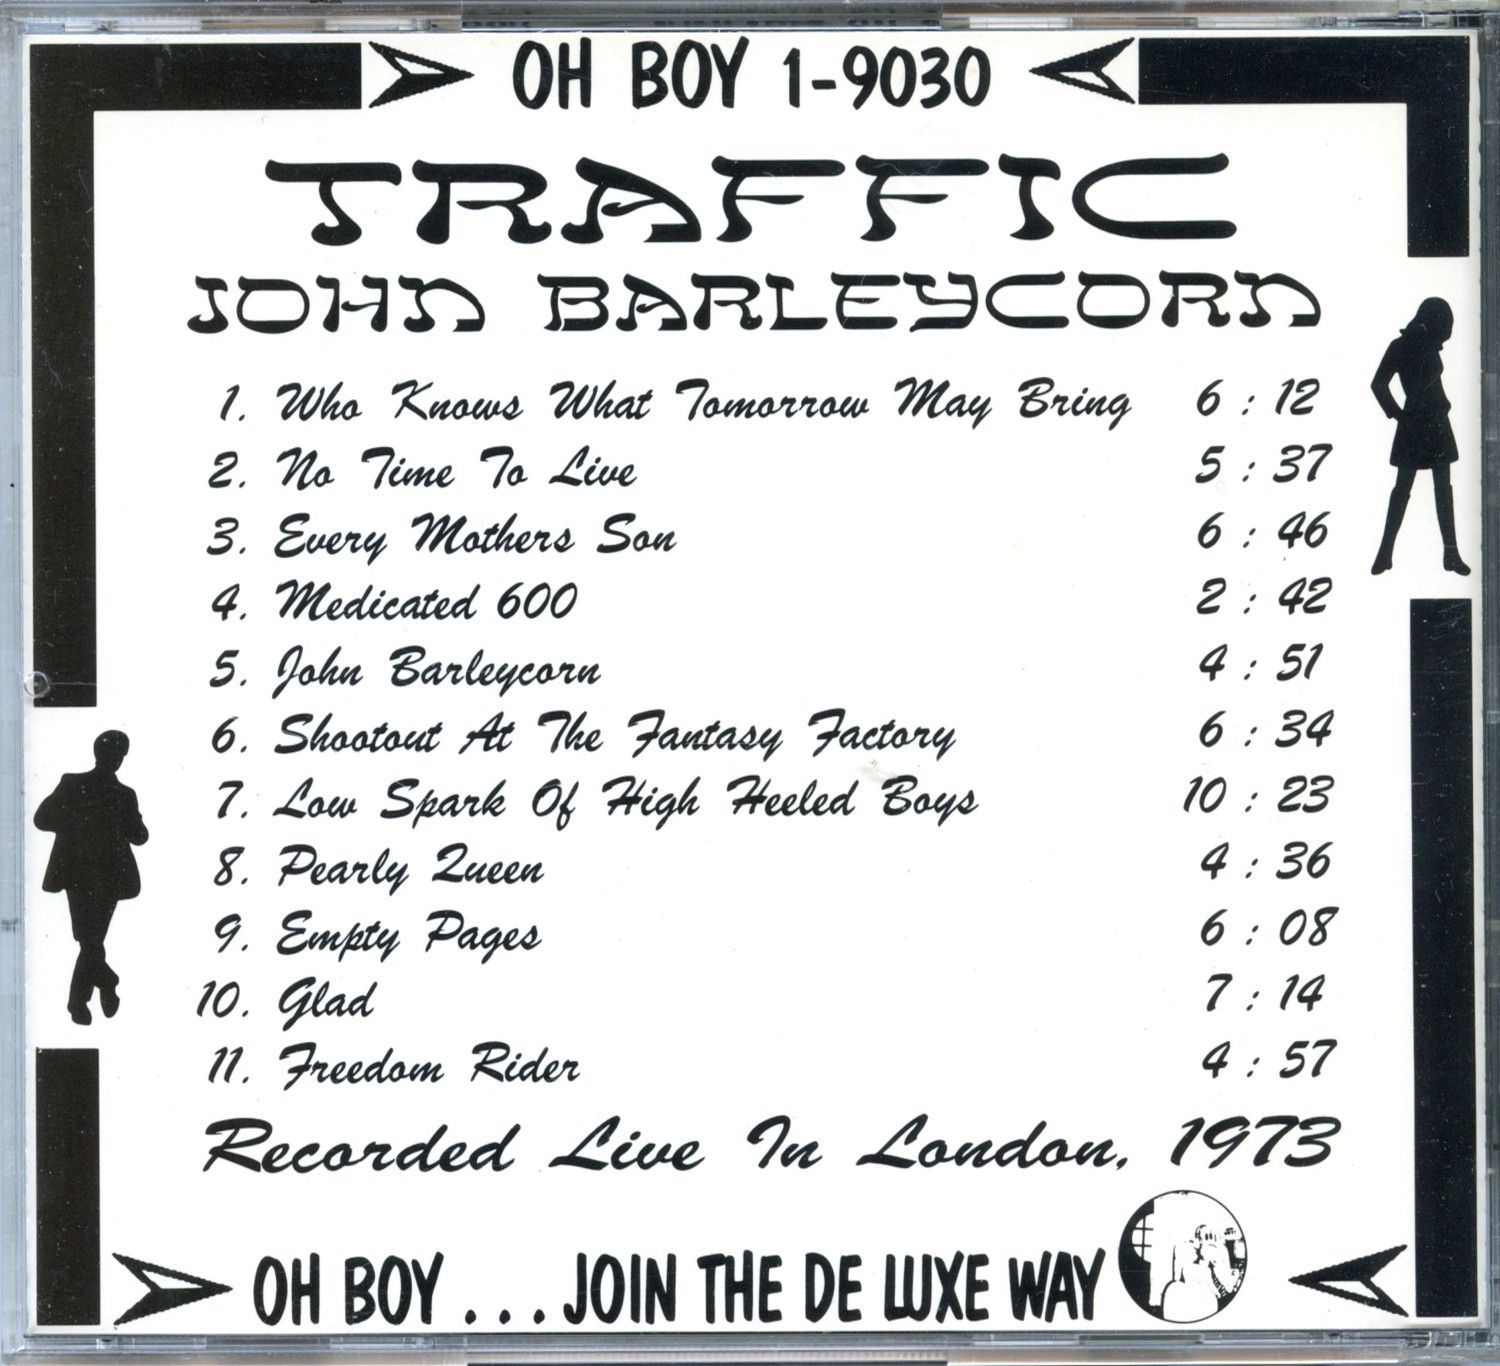 OH BOY 1-9030
TRAFFIC
JOHN BARLEYCORN
1. Who Knows What Tomorrow May Bring 6 : 12
2. No Time To Live 5 : 37
3. Every Mothers Son 6 : 46
4. Medicated 600 2 : 42
5. John Barleycorn 4 : 51
6. Shootout At The Fantasy Factory 6 : 34
7. Low Spark Of High Heeled Boys 10 : 23
8. Pearly Queen 4 : 36
9. Empty Pages 6 : 08
10. Glad 7 : 14
11. Freedom Rider 4 : 57
Recorded Live In London, 1973
OH BOY . . . JOIN THE DE LUXE WAY